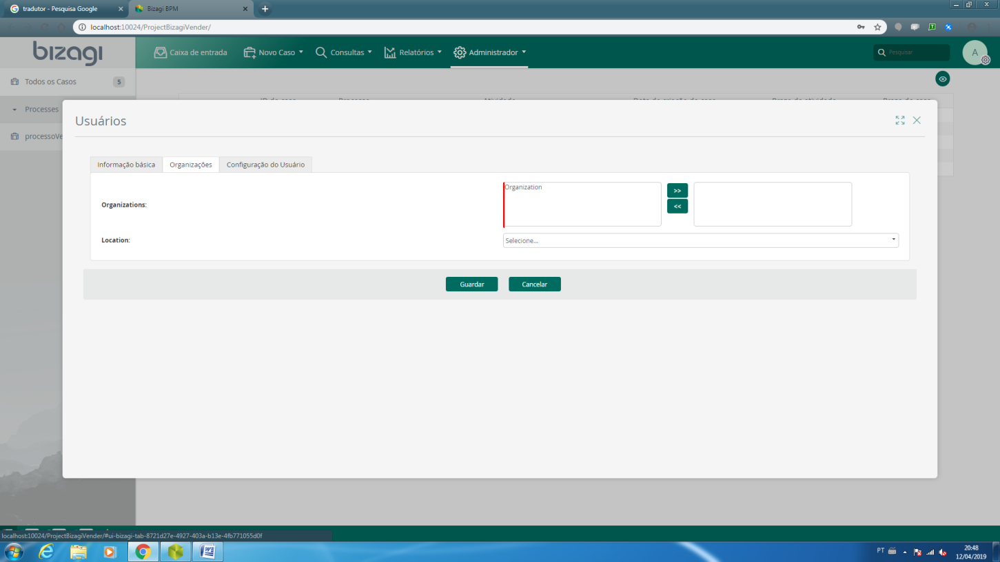 tradutor - Pesquisa Google
Bizagi BPM
localhost:10024/ProjectBizagiVender/
bizagi
Caixa de entrada
Novo Caso
Consultas
Relatórios
Administrador
Pesquisar
A
Todos os Casos
5
Processes
processoVe
Usuários
Informação básica
Organizações
Configuração do Usuário
Organizations:
Organization
>>
<<
Location:
Selecione...
Guardar
Cancelar
localhost:10024/ProjectBizagiVender/#ui-bizagi-tab-8721d27e-4927-403a-b13e-4fb771055d0f
PT
20:48
12/04/2019